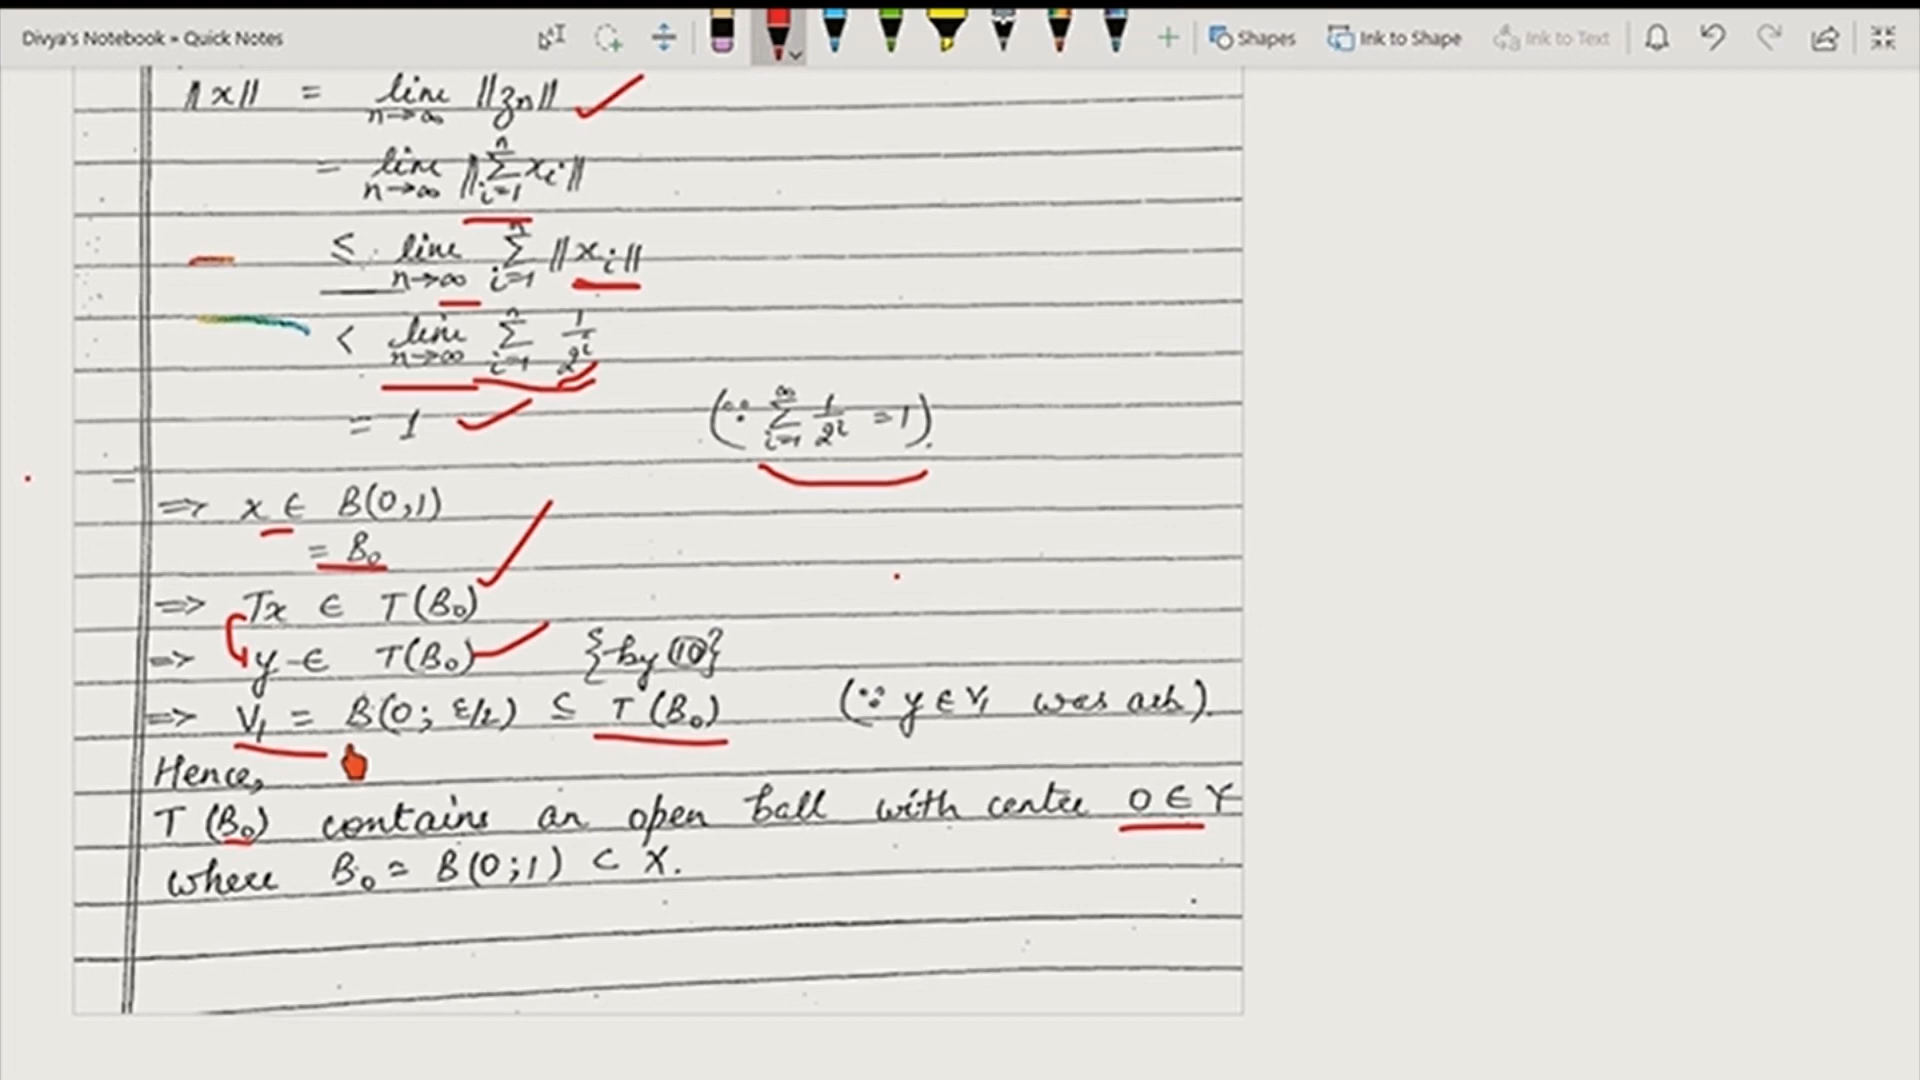 Divya's Notebook » Quick Notes
Shapes Ink to Shape Ink to Text
||x|| = lim n→∞ ||zn|| ✓
= lim n→∞ ||Σ i=1 n xi||
≤ lim n→∞ Σ i=1 n ||xi||
< lim n→∞ Σ i=1 n 1/2^i
= 1 ✓ (∵ Σ i=1 ∞ 1/2^i = 1).
=> x ∈ B(0,1)
= B₀
=> Tx ∈ T(B₀)
=> y ∈ T(B₀) {by ⑩}
=> V₁ = B(0; ε/2) ⊆ T(B₀) (∵ y ∈ V₁ was arb).
Hence,
T(B₀) contains an open ball with centre 0 ∈ Y
where B₀ = B(0;1) ⊂ X.